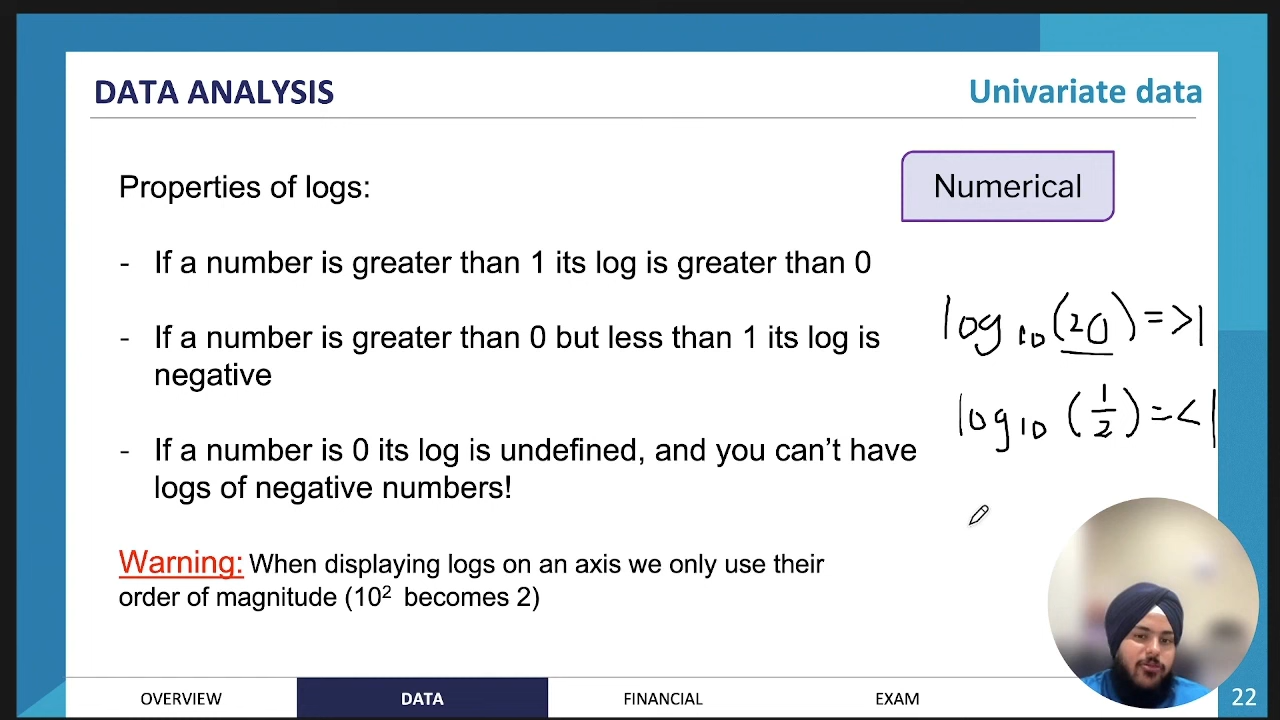 DATA ANALYSIS
Univariate data
Properties of logs:
Numerical
- If a number is greater than 1 its log is greater than 0
- If a number is greater than 0 but less than 1 its log is
negative
- If a number is 0 its log is undefined, and you can’t have
logs of negative numbers!
log₁₀(20) = >1
log₁₀(1/2) = <1
Warning: When displaying logs on an axis we only use their
order of magnitude (10² becomes 2)
OVERVIEW
DATA
FINANCIAL
EXAM
22